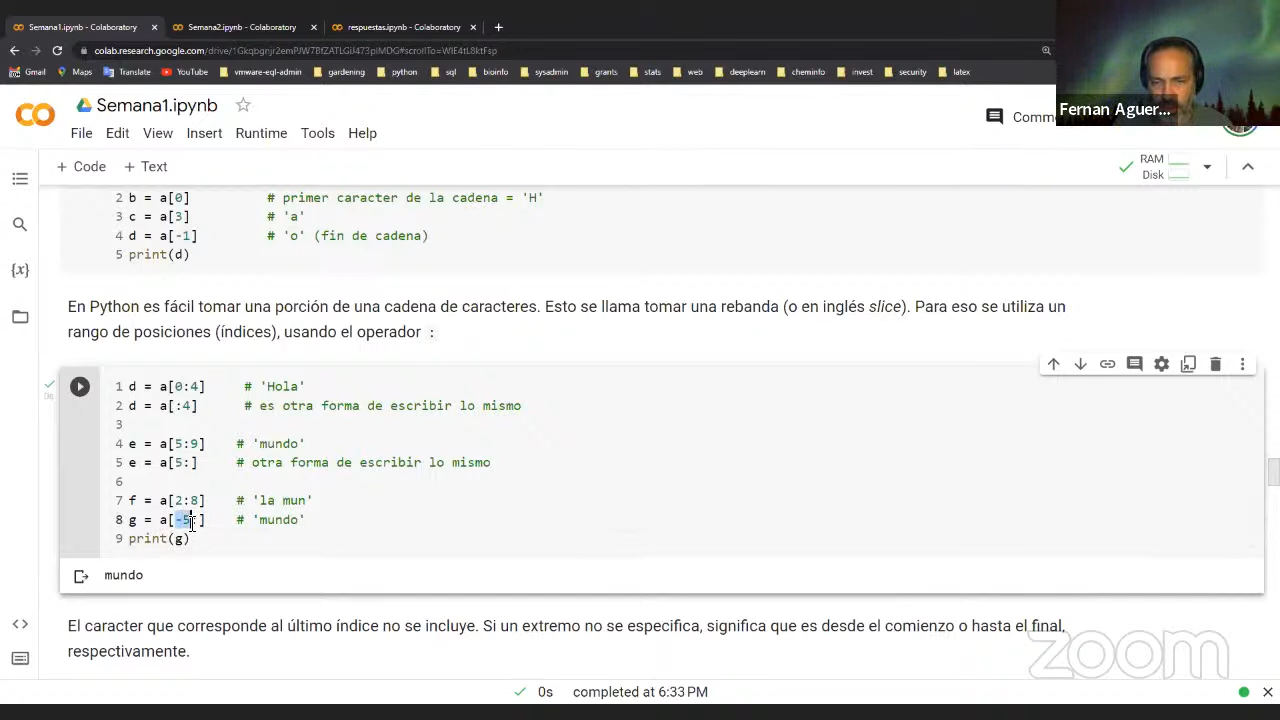 Semana1.ipynb - Colaboratory × Semana2.ipynb - Colaboratory × respuestas.ipynb - Colaboratory × +
Gmail Maps Translate YouTube vmware-eql-admin gardening python sql bioinfo sysadmin grants stats web deeplearn cheminfo invest security latex
Fernan Aguer...
Semana1.ipynb
Comm
File Edit View Insert Runtime Tools Help
+ Code + Text
RAM
Disk
2 b = a[0] # primer caracter de la cadena = 'H'
3 c = a[3] # 'a'
4 d = a[-1] # 'o' (fin de cadena)
5 print(d)
En Python es fácil tomar una porción de una cadena de caracteres. Esto se llama tomar una rebanda (o en inglés slice). Para eso se utiliza un
rango de posiciones (índices), usando el operador :
1 d = a[0:4] # 'Hola'
2 d = a[:4] # es otra forma de escribir lo mismo
3
4 e = a[5:9] # 'mundo'
5 e = a[5:] # otra forma de escribir lo mismo
6
7 f = a[2:8] # 'la mun'
8 g = a[-5:] # 'mundo'
9 print(g)
mundo
El caracter que corresponde al último índice no se incluye. Si un extremo no se especifica, significa que es desde el comienzo o hasta el final,
respectivamente.
zoom
0s completed at 6:33 PM